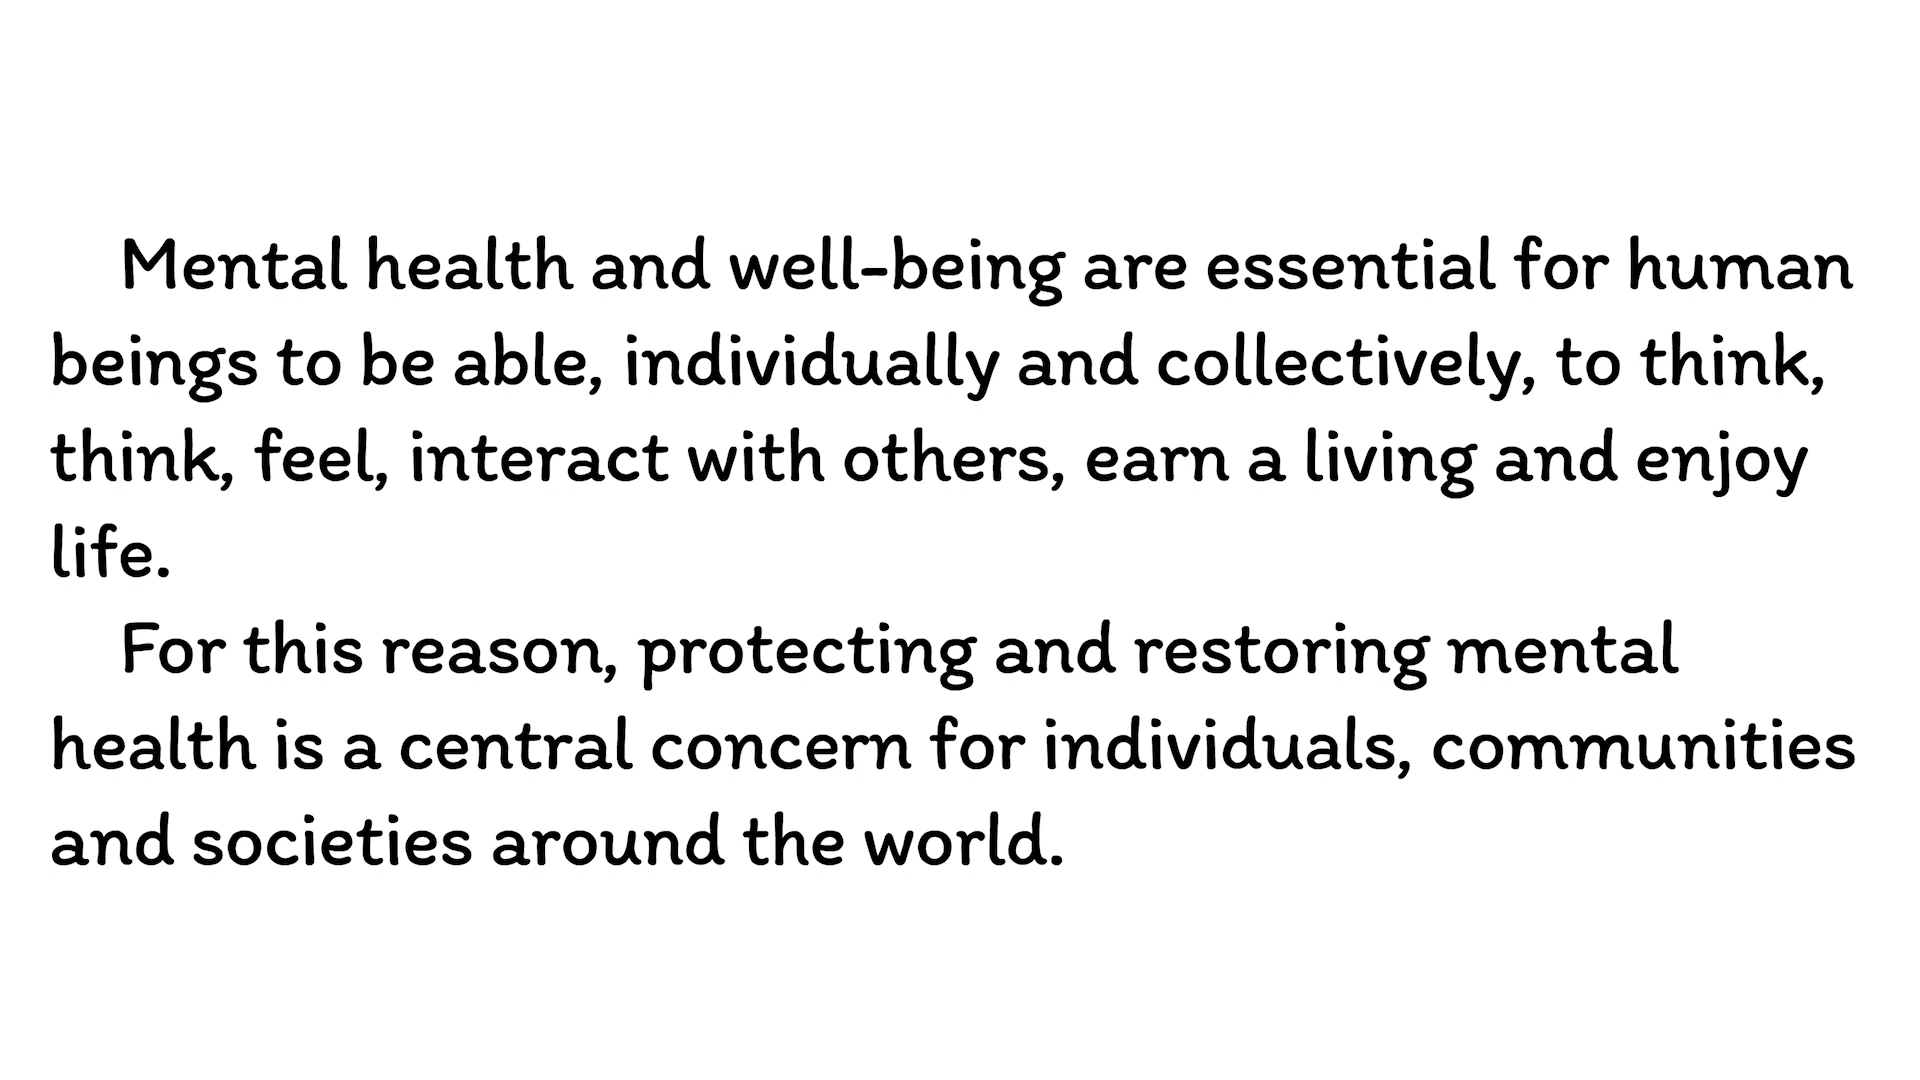 Mental health and well-being are essential for human
beings to be able, individually and collectively, to think,
think, feel, interact with others, earn a living and enjoy
life.
For this reason, protecting and restoring mental
health is a central concern for individuals, communities
and societies around the world.